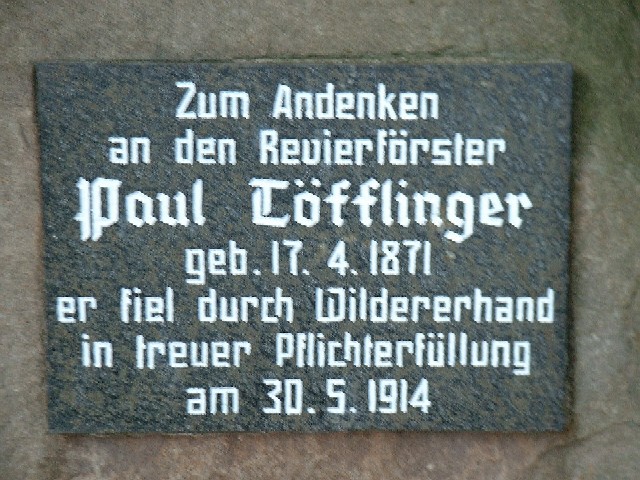 Zum Andenken
an den Revierförster
Paul Töfflinger
geb. 17. 4. 1871
er fiel durch Wildererhand
in treuer Pflichterfüllung
am 30. 5. 1914